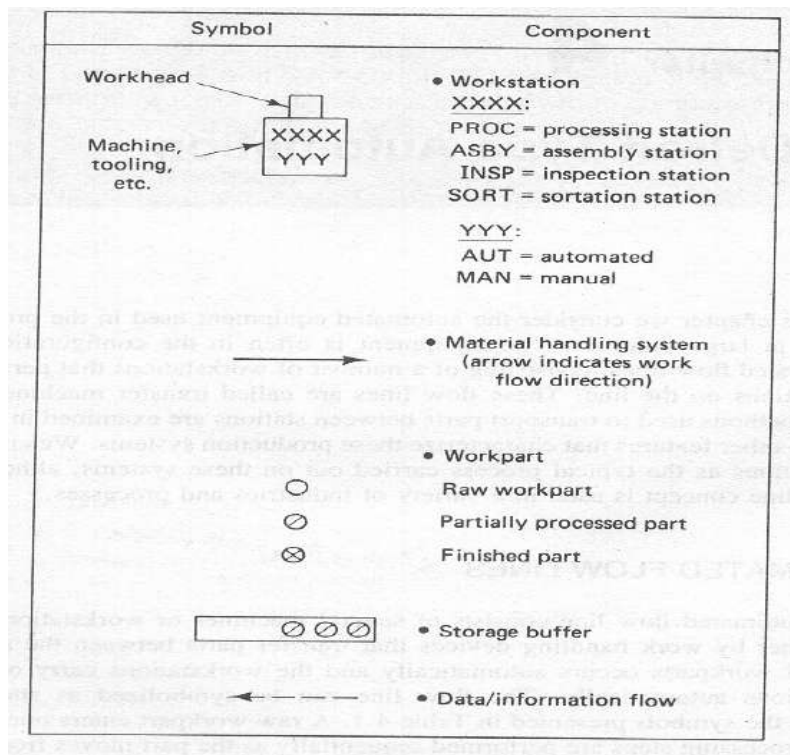 Symbol Component
Workhead
Machine,
tooling,
etc.
XXXX
YYY
• Workstation
XXXX:
PROC = processing station
ASBY = assembly station
INSP = inspection station
SORT = sortation station
YYY:
AUT = automated
MAN = manual
• Material handling system
(arrow indicates work
flow direction)
• Workpart
Raw workpart
Partially processed part
Finished part
• Storage buffer
• Data/information flow